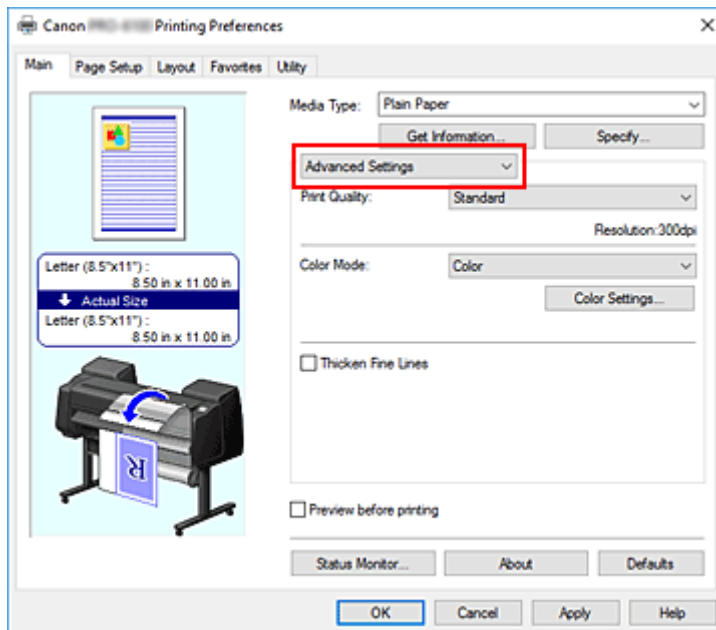 Canon Printing Preferences
Main Page Setup Layout Favorites Utility
Media Type: Plain Paper
Get Information... Specify...
Advanced Settings
Print Quality: Standard
Resolution:300dpi
Letter (8.5"x11") :
8.50 in x 11.00 in
Actual Size
Letter (8.5"x11") :
8.50 in x 11.00 in
Color Mode: Color
Color Settings...
Thicken Fine Lines
R
Preview before printing
Status Monitor... About Defaults
OK Cancel Apply Help